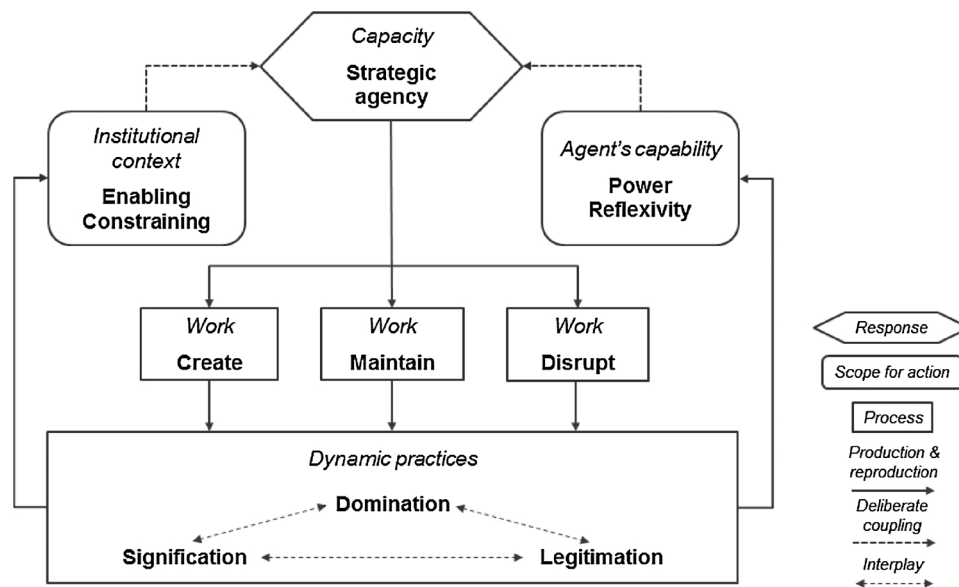 Capacity
Strategic
agency
Institutional
context
Enabling
Constraining
Agent's capability
Power
Reflexivity
Work
Create
Work
Maintain
Work
Disrupt
Dynamic practices
Domination
Signification
Legitimation
Response
Scope for action
Process
Production &
reproduction
Deliberate
coupling
Interplay